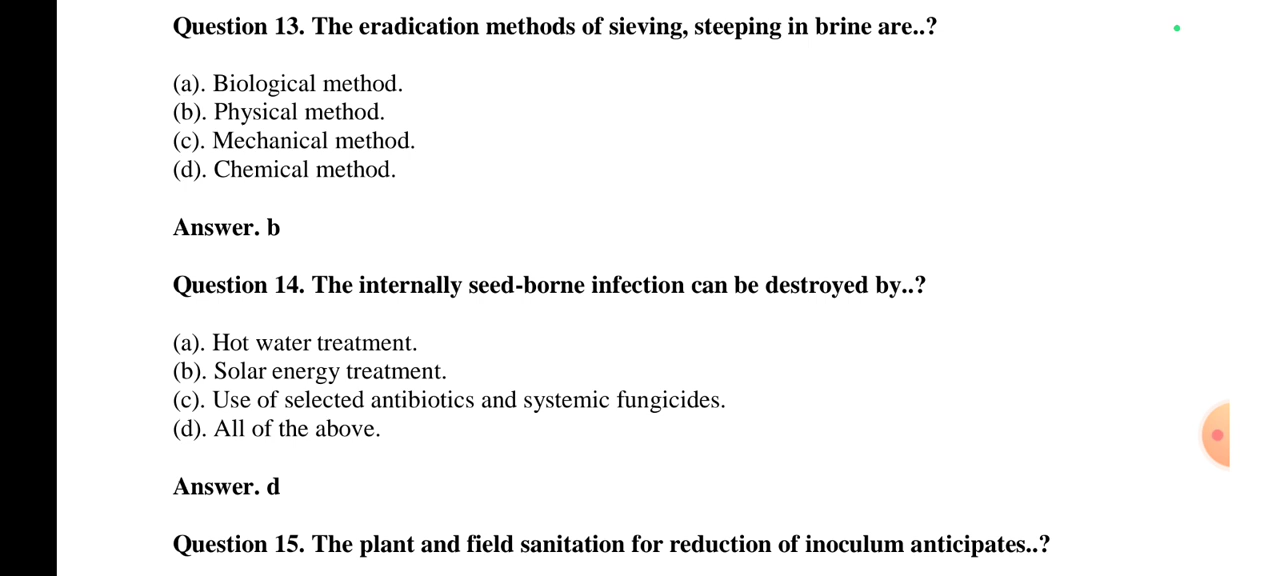 Question 13. The eradication methods of sieving, steeping in brine are..?
(a). Biological method.
(b). Physical method.
(c). Mechanical method.
(d). Chemical method.
Answer. b
Question 14. The internally seed-borne infection can be destroyed by..?
(a). Hot water treatment.
(b). Solar energy treatment.
(c). Use of selected antibiotics and systemic fungicides.
(d). All of the above.
Answer. d
Question 15. The plant and field sanitation for reduction of inoculum anticipates..?